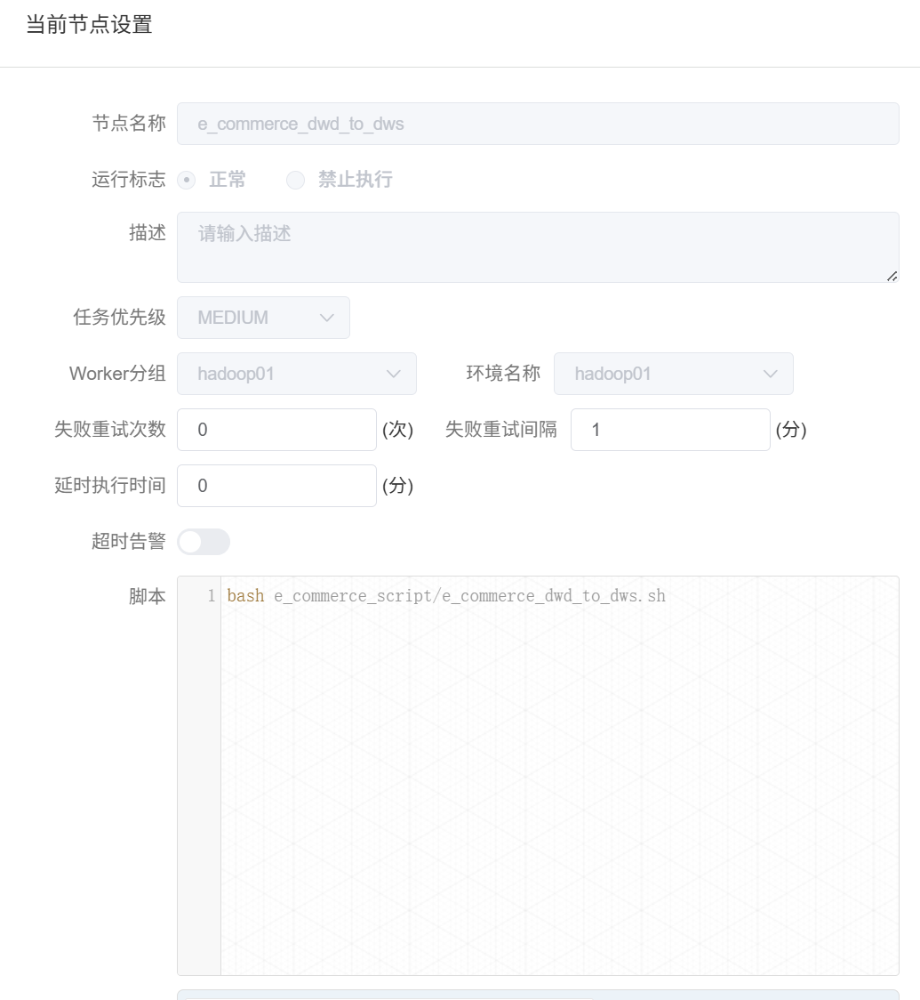 当前节点设置
节点名称 e_commerce_dwd_to_dws
运行标志 正常 禁止执行
描述 请输入描述
任务优先级 MEDIUM
Worker分组 hadoop01 环境名称 hadoop01
失败重试次数 0 (次) 失败重试间隔 1 (分)
延时执行时间 0 (分)
超时告警
脚本 1 bash e_commerce_script/e_commerce_dwd_to_dws.sh